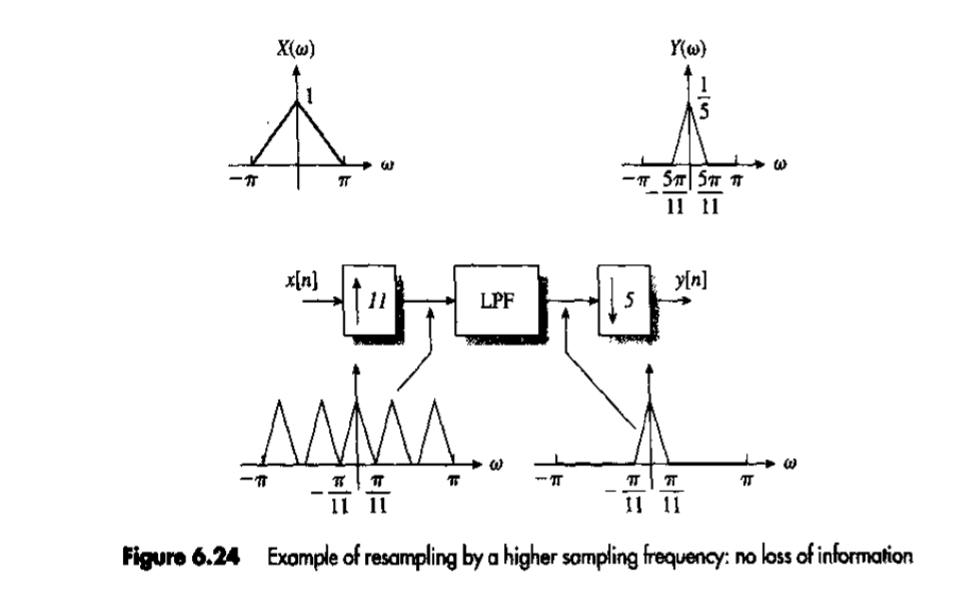 X(ω)
1
ω
−π
π
Y(ω)
1
5
ω
−π
−5π
11
5π
11
π
x[n]
11
LPF
5
y[n]
ω
−π
−π
11
π
11
π
ω
−π
−π
11
π
11
π
Figure 6.24 Example of resampling by a higher sampling frequency: no loss of information